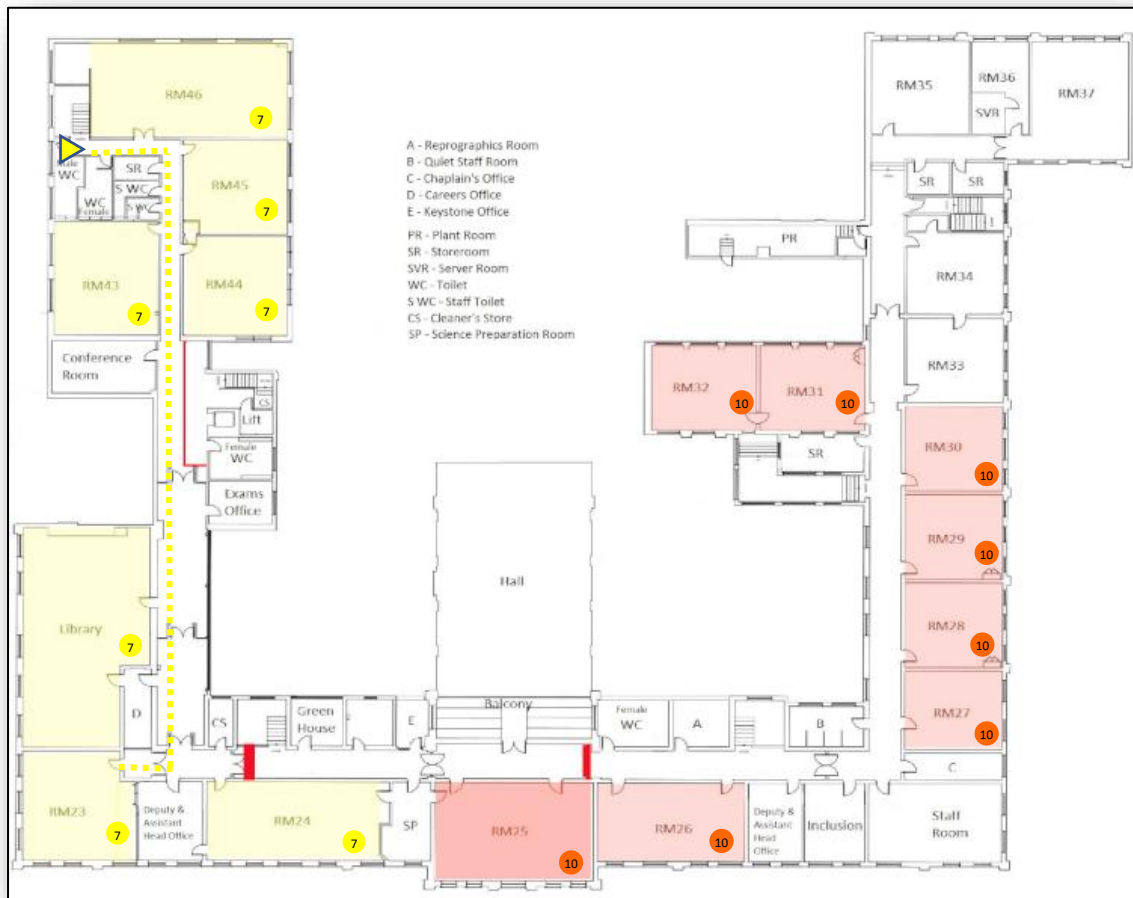 RM35
RM36
RM37
SVR
RM46
7
A - Reprographics Room
B - Quiet Staff Room
C - Chaplain's Office
D - Careers Office
E - Keystone Office
PR - Plant Room
SR - Storeroom
SVR - Server Room
WC - Toilet
S WC - Staff Toilet
CS - Cleaner's Store
SP - Science Preparation Room
Male
WC
WC
Female
SR
S WC
S WC
RM45
7
SR
SR
PR
RM34
RM43
7
RM44
7
Conference
Room
CS
Lift
Female
WC
Exams
Office
RM33
RM32
10
RM31
10
SR
RM30
10
RM29
10
RM28
10
RM27
10
Hall
Library
7
D
CS
Green
House
E
Balcony
Female
WC
A
B
C
RM23
7
Deputy &
Assistant
Head Office
RM24
7
SP
RM25
10
RM26
10
Deputy &
Assistant
Head
Office
Inclusion
Staff
Room